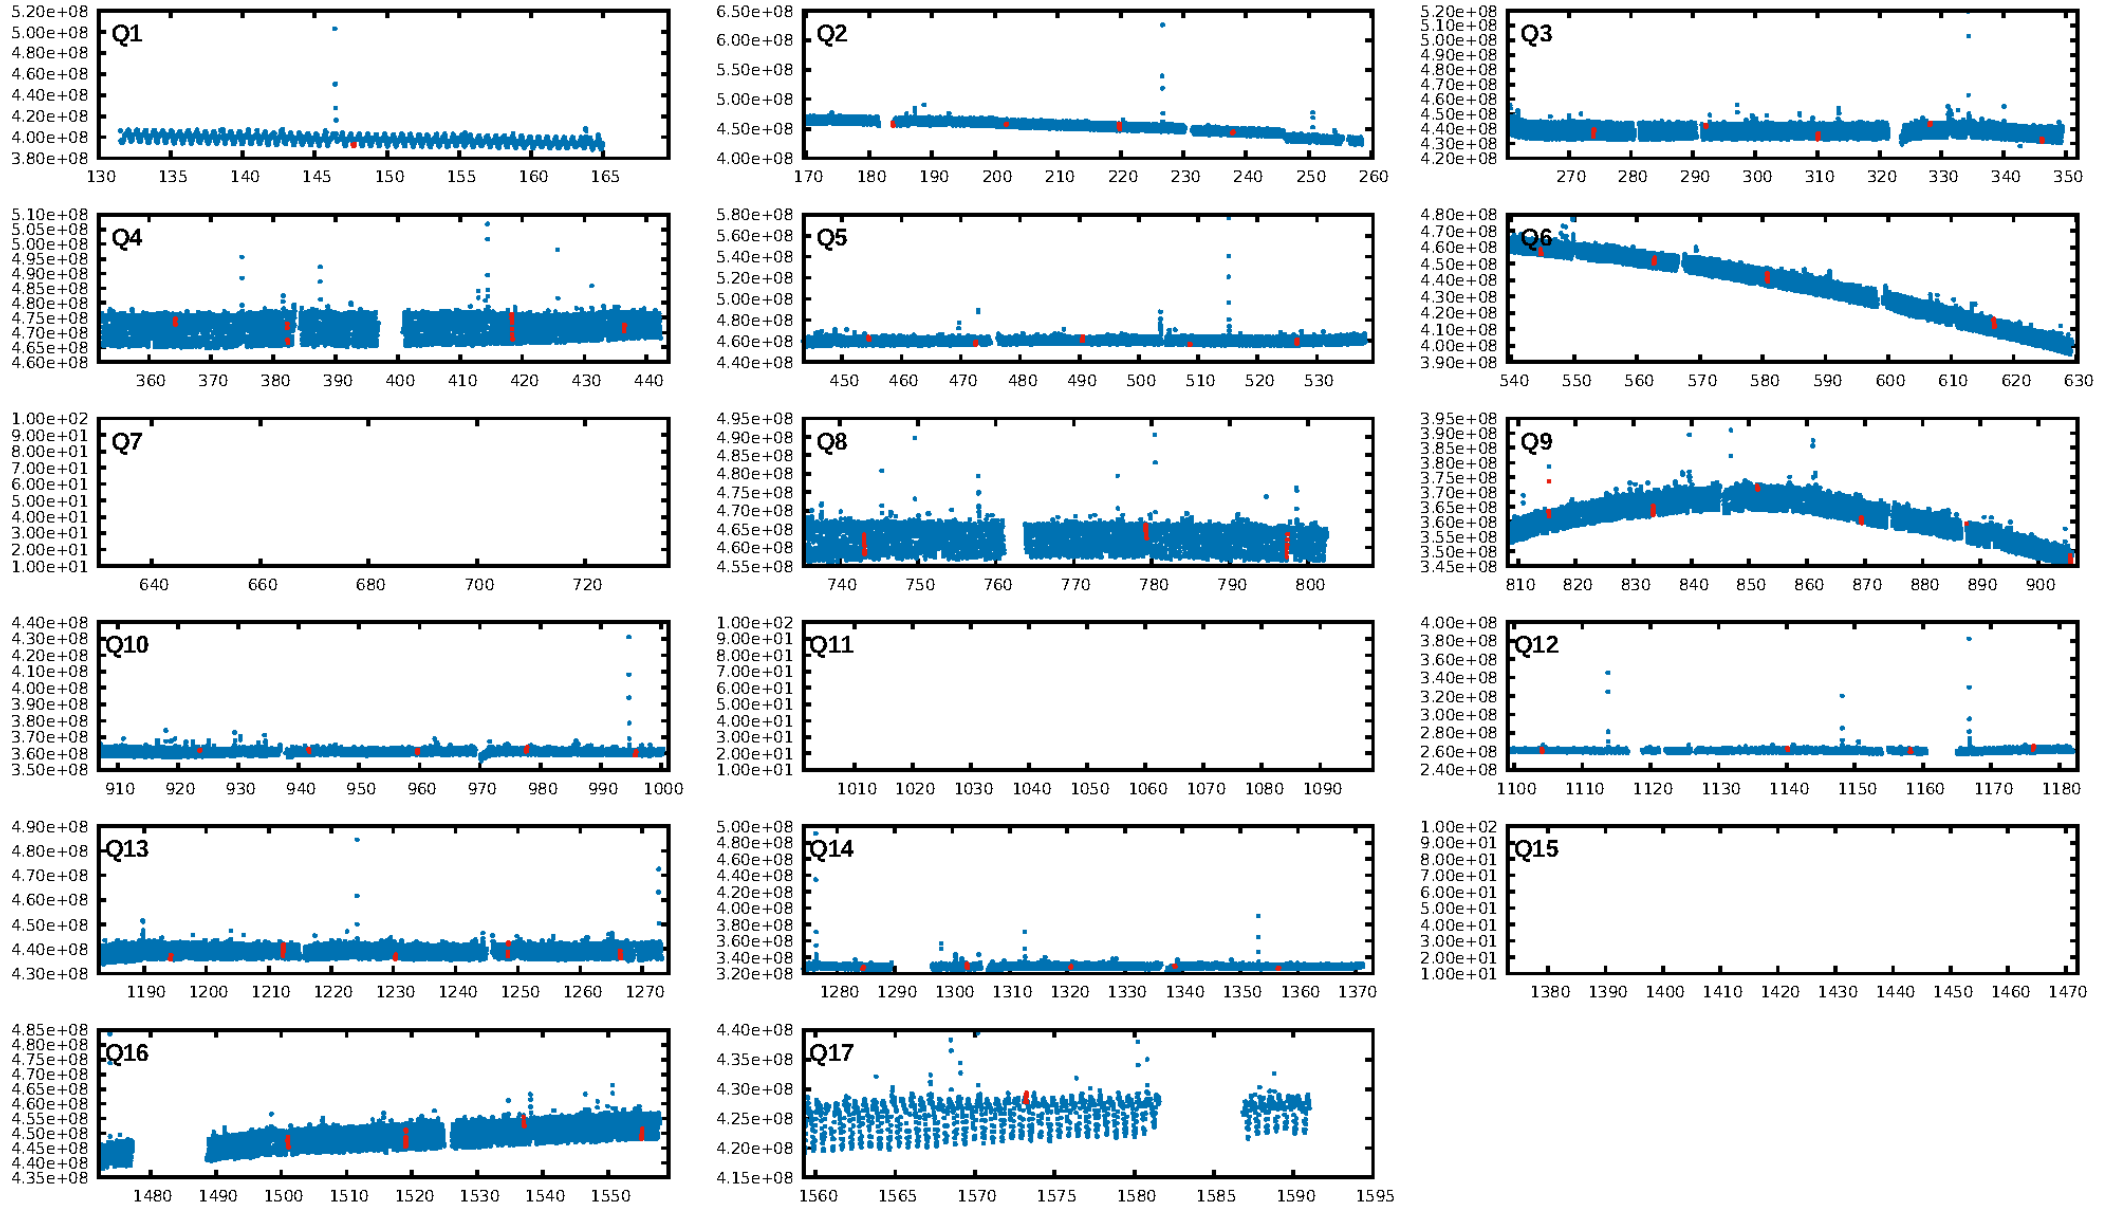 Q1
5.20e+08
5.00e+08
4.80e+08
4.60e+08
4.40e+08
4.20e+08
4.00e+08
3.80e+08
130 135 140 145 150 155 160 165
Q2
6.50e+08
6.00e+08
5.50e+08
5.00e+08
4.50e+08
4.00e+08
170 180 190 200 210 220 230 240 250 260
Q3
5.20e+08
5.10e+08
5.00e+08
4.90e+08
4.80e+08
4.70e+08
4.60e+08
4.50e+08
4.40e+08
4.30e+08
4.20e+08
270 280 290 300 310 320 330 340 350
Q4
5.10e+08
5.05e+08
5.00e+08
4.95e+08
4.90e+08
4.85e+08
4.80e+08
4.75e+08
4.70e+08
4.65e+08
4.60e+08
360 370 380 390 400 410 420 430 440
Q5
5.80e+08
5.60e+08
5.40e+08
5.20e+08
5.00e+08
4.80e+08
4.60e+08
4.40e+08
450 460 470 480 490 500 510 520 530
Q6
4.80e+08
4.70e+08
4.60e+08
4.50e+08
4.40e+08
4.30e+08
4.20e+08
4.10e+08
4.00e+08
3.90e+08
540 550 560 570 580 590 600 610 620 630
Q7
1.00e+02
9.00e+01
8.00e+01
7.00e+01
6.00e+01
5.00e+01
4.00e+01
3.00e+01
2.00e+01
1.00e+01
640 660 680 700 720
Q8
4.95e+08
4.90e+08
4.85e+08
4.80e+08
4.75e+08
4.70e+08
4.65e+08
4.60e+08
4.55e+08
740 750 760 770 780 790 800
Q9
3.95e+08
3.90e+08
3.85e+08
3.80e+08
3.75e+08
3.70e+08
3.65e+08
3.60e+08
3.55e+08
3.50e+08
3.45e+08
810 820 830 840 850 860 870 880 890 900
Q10
4.40e+08
4.30e+08
4.20e+08
4.10e+08
4.00e+08
3.90e+08
3.80e+08
3.70e+08
3.60e+08
3.50e+08
910 920 930 940 950 960 970 980 990 1000
Q11
1.00e+02
9.00e+01
8.00e+01
7.00e+01
6.00e+01
5.00e+01
4.00e+01
3.00e+01
2.00e+01
1.00e+01
1010 1020 1030 1040 1050 1060 1070 1080 1090
Q12
4.00e+08
3.80e+08
3.60e+08
3.40e+08
3.20e+08
3.00e+08
2.80e+08
2.60e+08
2.40e+08
1100 1110 1120 1130 1140 1150 1160 1170 1180
Q13
4.90e+08
4.80e+08
4.70e+08
4.60e+08
4.50e+08
4.40e+08
4.30e+08
1190 1200 1210 1220 1230 1240 1250 1260 1270
Q14
5.00e+08
4.80e+08
4.60e+08
4.40e+08
4.20e+08
4.00e+08
3.80e+08
3.60e+08
3.40e+08
3.20e+08
1280 1290 1300 1310 1320 1330 1340 1350 1360 1370
Q15
1.00e+02
9.00e+01
8.00e+01
7.00e+01
6.00e+01
5.00e+01
4.00e+01
3.00e+01
2.00e+01
1.00e+01
1380 1390 1400 1410 1420 1430 1440 1450 1460 1470
Q16
4.85e+08
4.80e+08
4.75e+08
4.70e+08
4.65e+08
4.60e+08
4.55e+08
4.50e+08
4.45e+08
4.40e+08
4.35e+08
1480 1490 1500 1510 1520 1530 1540 1550
Q17
4.40e+08
4.35e+08
4.30e+08
4.25e+08
4.20e+08
4.15e+08
1560 1565 1570 1575 1580 1585 1590 1595